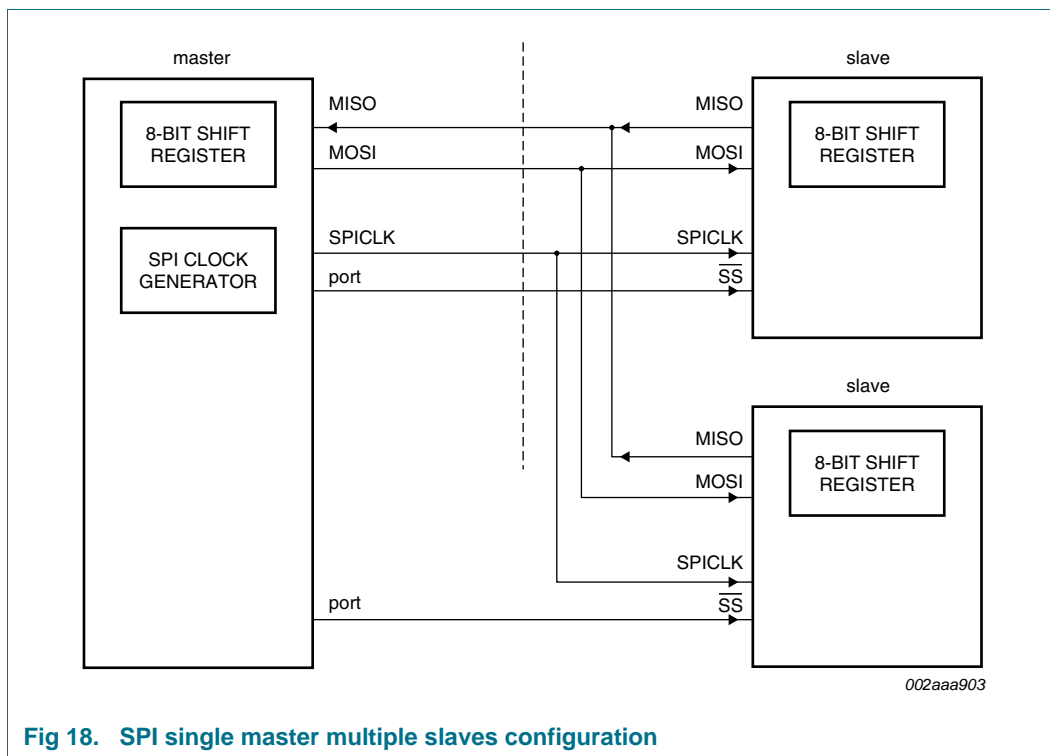 master
slave
MISO
MISO
8-BIT SHIFT
REGISTER
8-BIT SHIFT
REGISTER
MOSI
MOSI
SPICLK
SPICLK
SPI CLOCK
GENERATOR
port
S̅S̅
slave
MISO
8-BIT SHIFT
REGISTER
MOSI
SPICLK
port
S̅S̅
002aaa903
Fig 18. SPI single master multiple slaves configuration